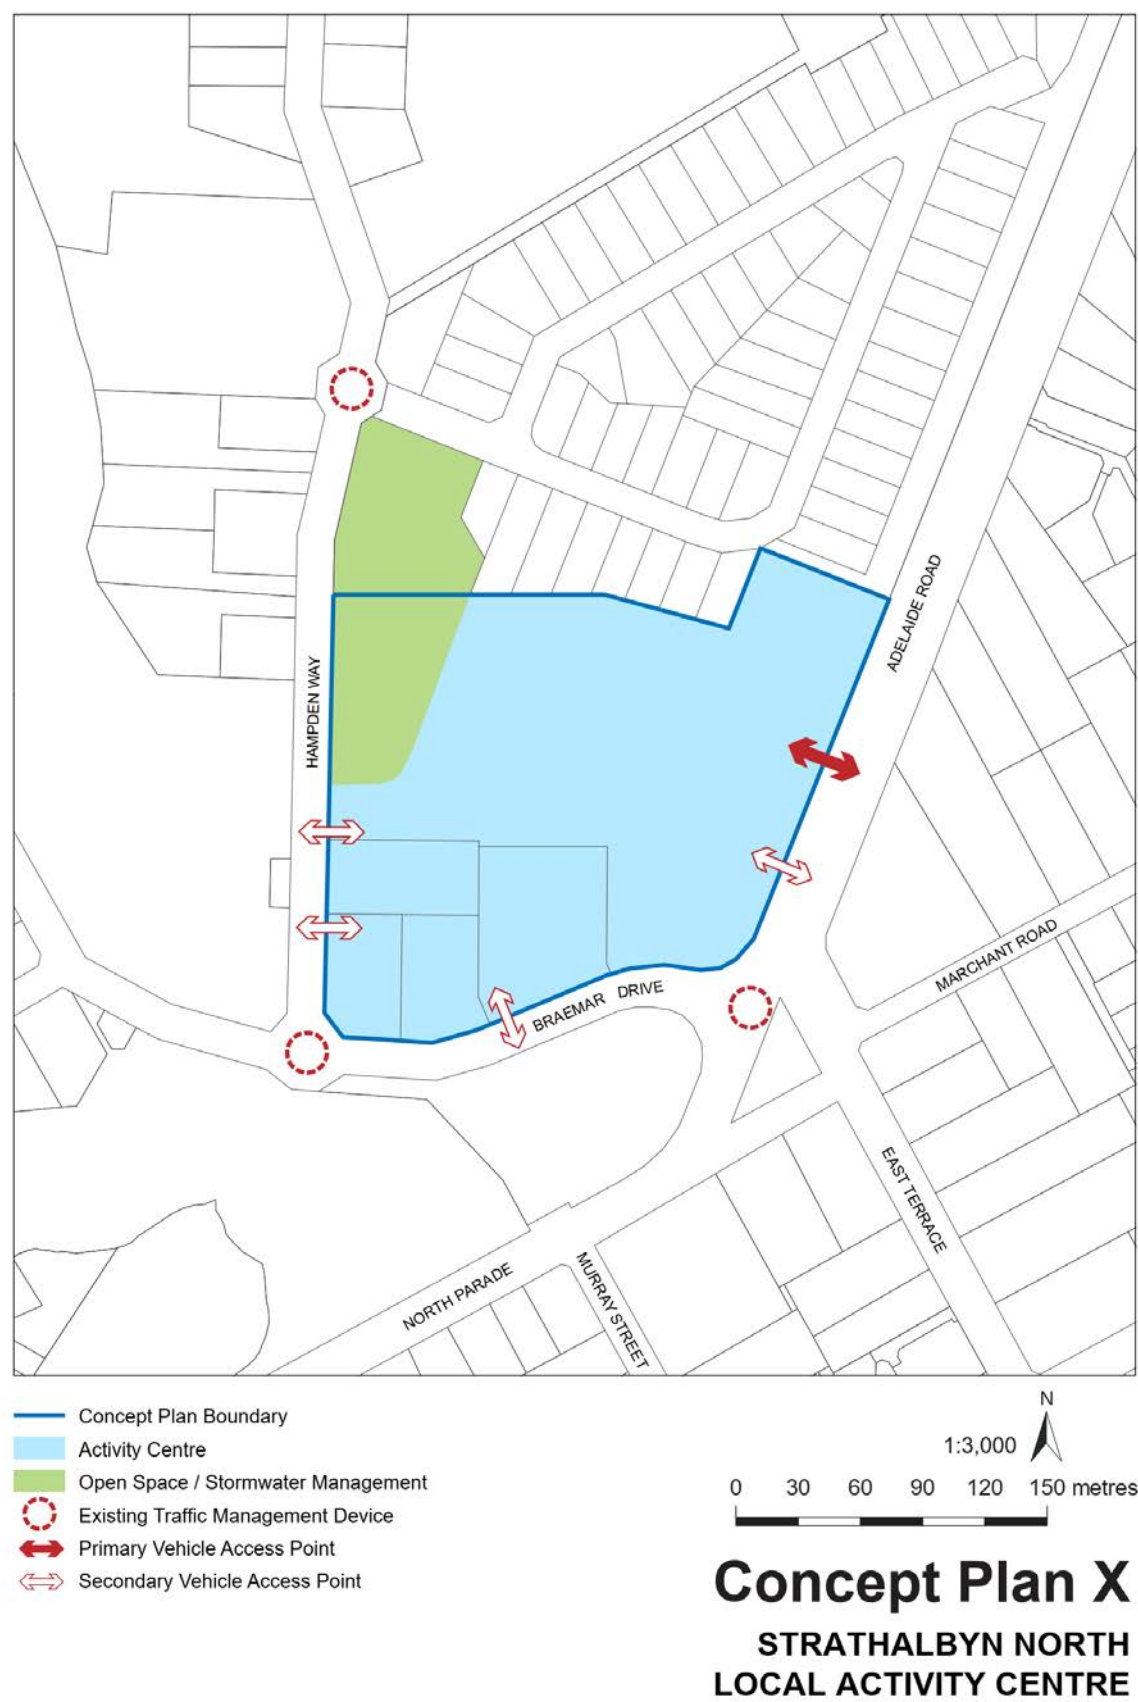 HAMPDEN WAY
ADELAIDE ROAD
MARCHANT ROAD
BRAEMAR DRIVE
EAST TERRACE
NORTH PARADE
MURRAY STREET
Concept Plan Boundary
Activity Centre
Open Space / Stormwater Management
Existing Traffic Management Device
Primary Vehicle Access Point
Secondary Vehicle Access Point
N
1:3,000
0 30 60 90 120 150 metres
Concept Plan X
STRATHALBYN NORTH
LOCAL ACTIVITY CENTRE